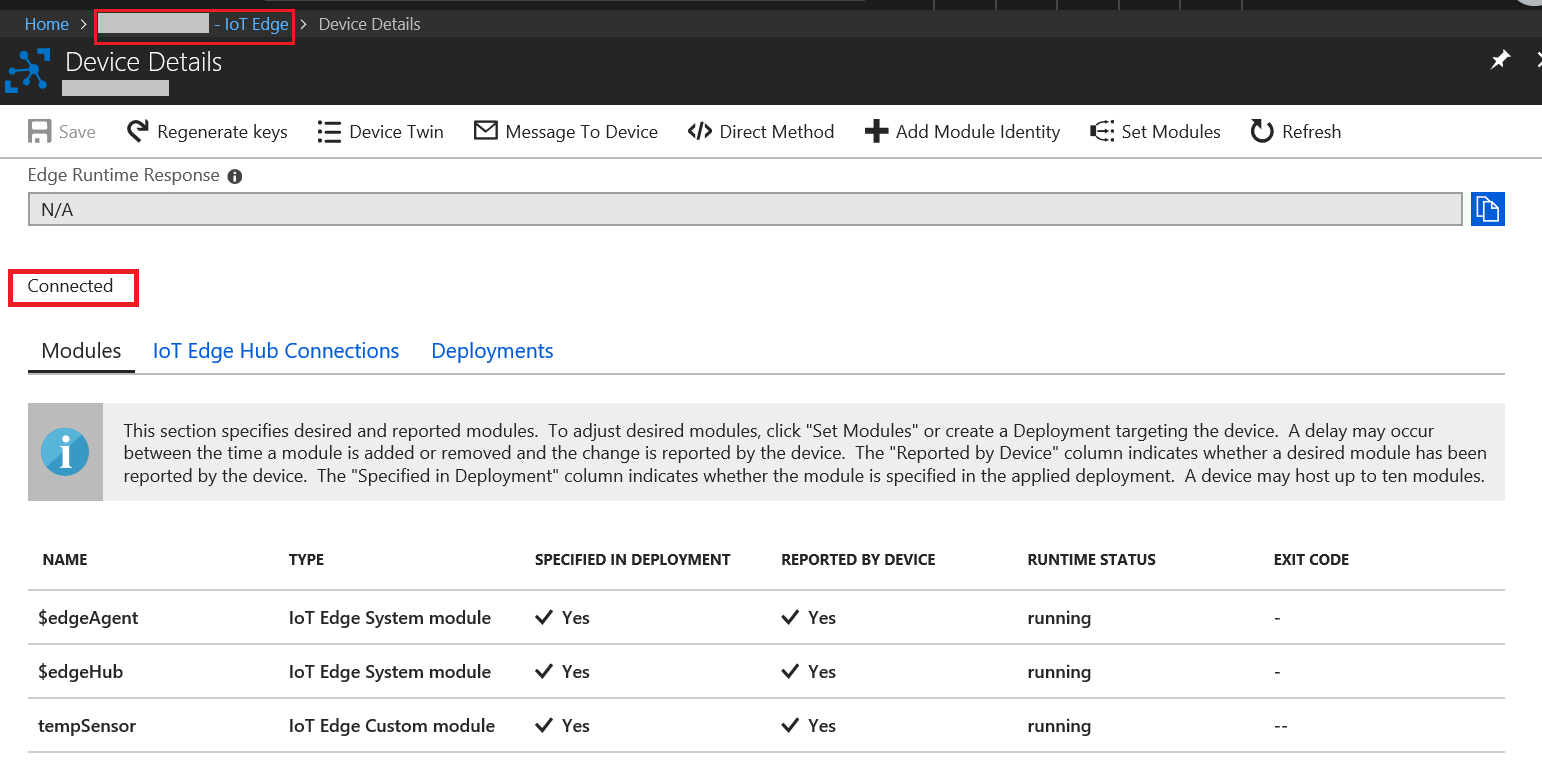 Home > - IoT Edge > Device Details
Device Details
Save Regenerate keys Device Twin Message To Device </> Direct Method Add Module Identity Set Modules Refresh
Edge Runtime Response
N/A
Connected
Modules IoT Edge Hub Connections Deployments
This section specifies desired and reported modules. To adjust desired modules, click "Set Modules" or create a Deployment targeting the device. A delay may occur
between the time a module is added or removed and the change is reported by the device. The "Reported by Device" column indicates whether a desired module has been
reported by the device. The "Specified in Deployment" column indicates whether the module is specified in the applied deployment. A device may host up to ten modules.
NAME TYPE SPECIFIED IN DEPLOYMENT REPORTED BY DEVICE RUNTIME STATUS EXIT CODE
$edgeAgent IoT Edge System module Yes Yes running -
$edgeHub IoT Edge System module Yes Yes running -
tempSensor IoT Edge Custom module Yes Yes running --